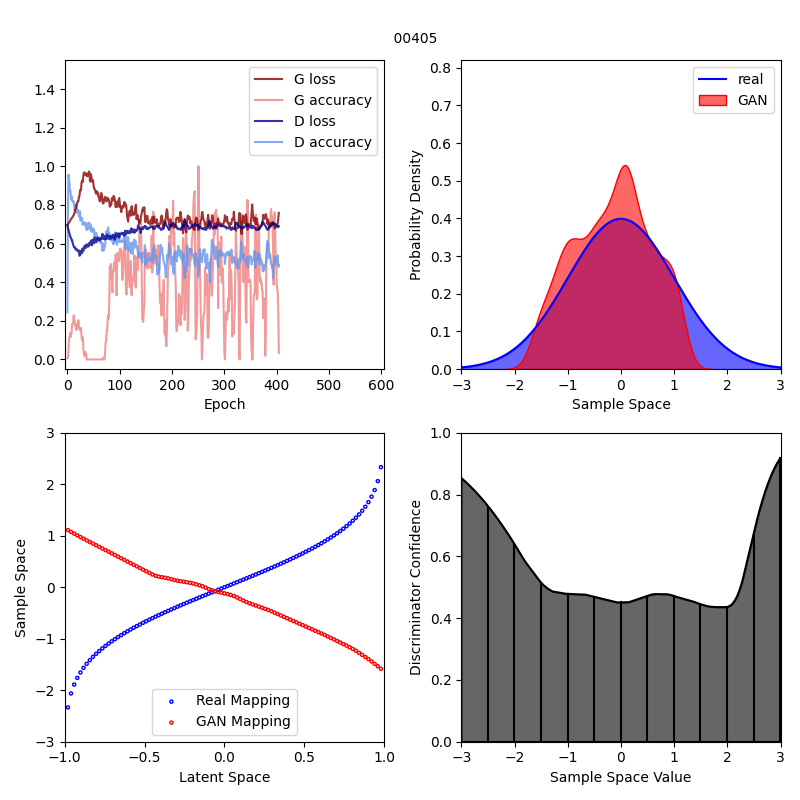 00405
G loss
G accuracy
D loss
D accuracy
1.4
1.2
1.0
0.8
0.6
0.4
0.2
0.0
0 100 200 300 400 500 600
Epoch
real
GAN
0.8
0.7
0.6
0.5
0.4
0.3
0.2
0.1
0.0
Probability Density
−3 −2 −1 0 1 2 3
Sample Space
3
2
1
0
−1
−2
−3
Sample Space
Real Mapping
GAN Mapping
−1.0 −0.5 0.0 0.5 1.0
Latent Space
1.0
0.8
0.6
0.4
0.2
0.0
Discriminator Confidence
−3 −2 −1 0 1 2 3
Sample Space Value